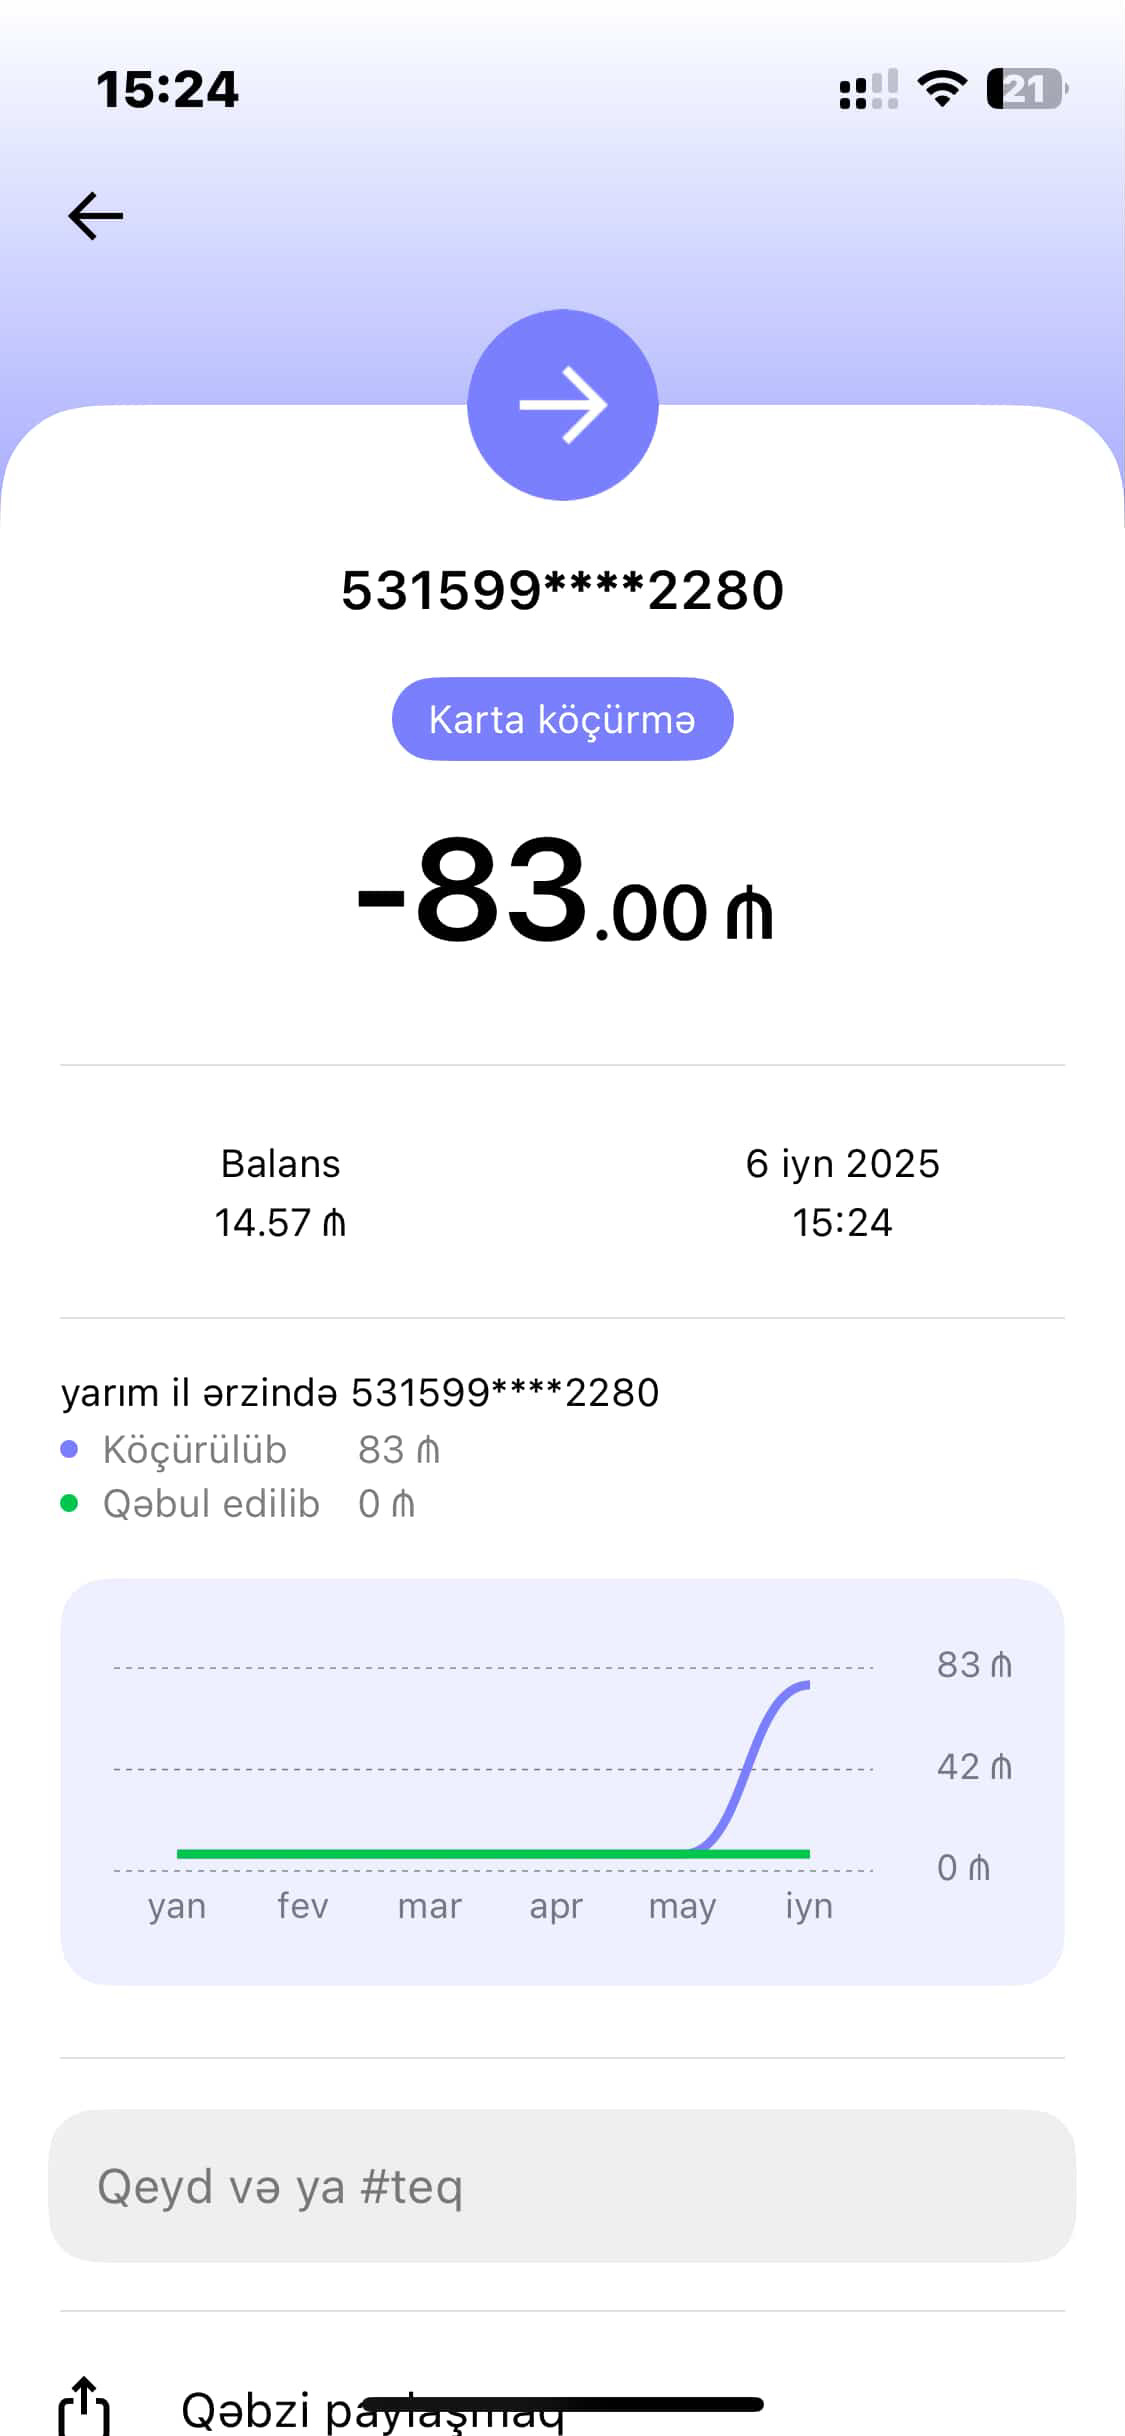 15:24
21
531599****2280
Karta köçürmə
-83.00 ₼
Balans
14.57 ₼
6 iyn 2025
15:24
yarım il ərzində 531599****2280
Köçürülüb 83 ₼
Qəbul edilib 0 ₼
83 ₼
42 ₼
0 ₼
yan fev mar apr may iyn
Qeyd və ya #teq
Qəbzi paylaşmaq